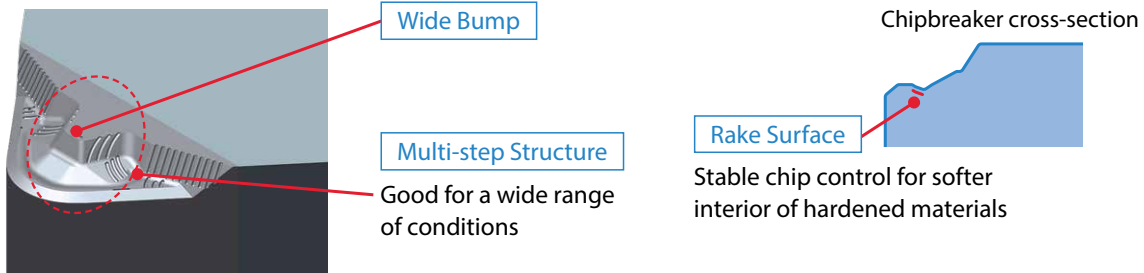 Wide Bump
Multi-step Structure
Good for a wide range
of conditions
Chipbreaker cross-section
Rake Surface
Stable chip control for softer
interior of hardened materials